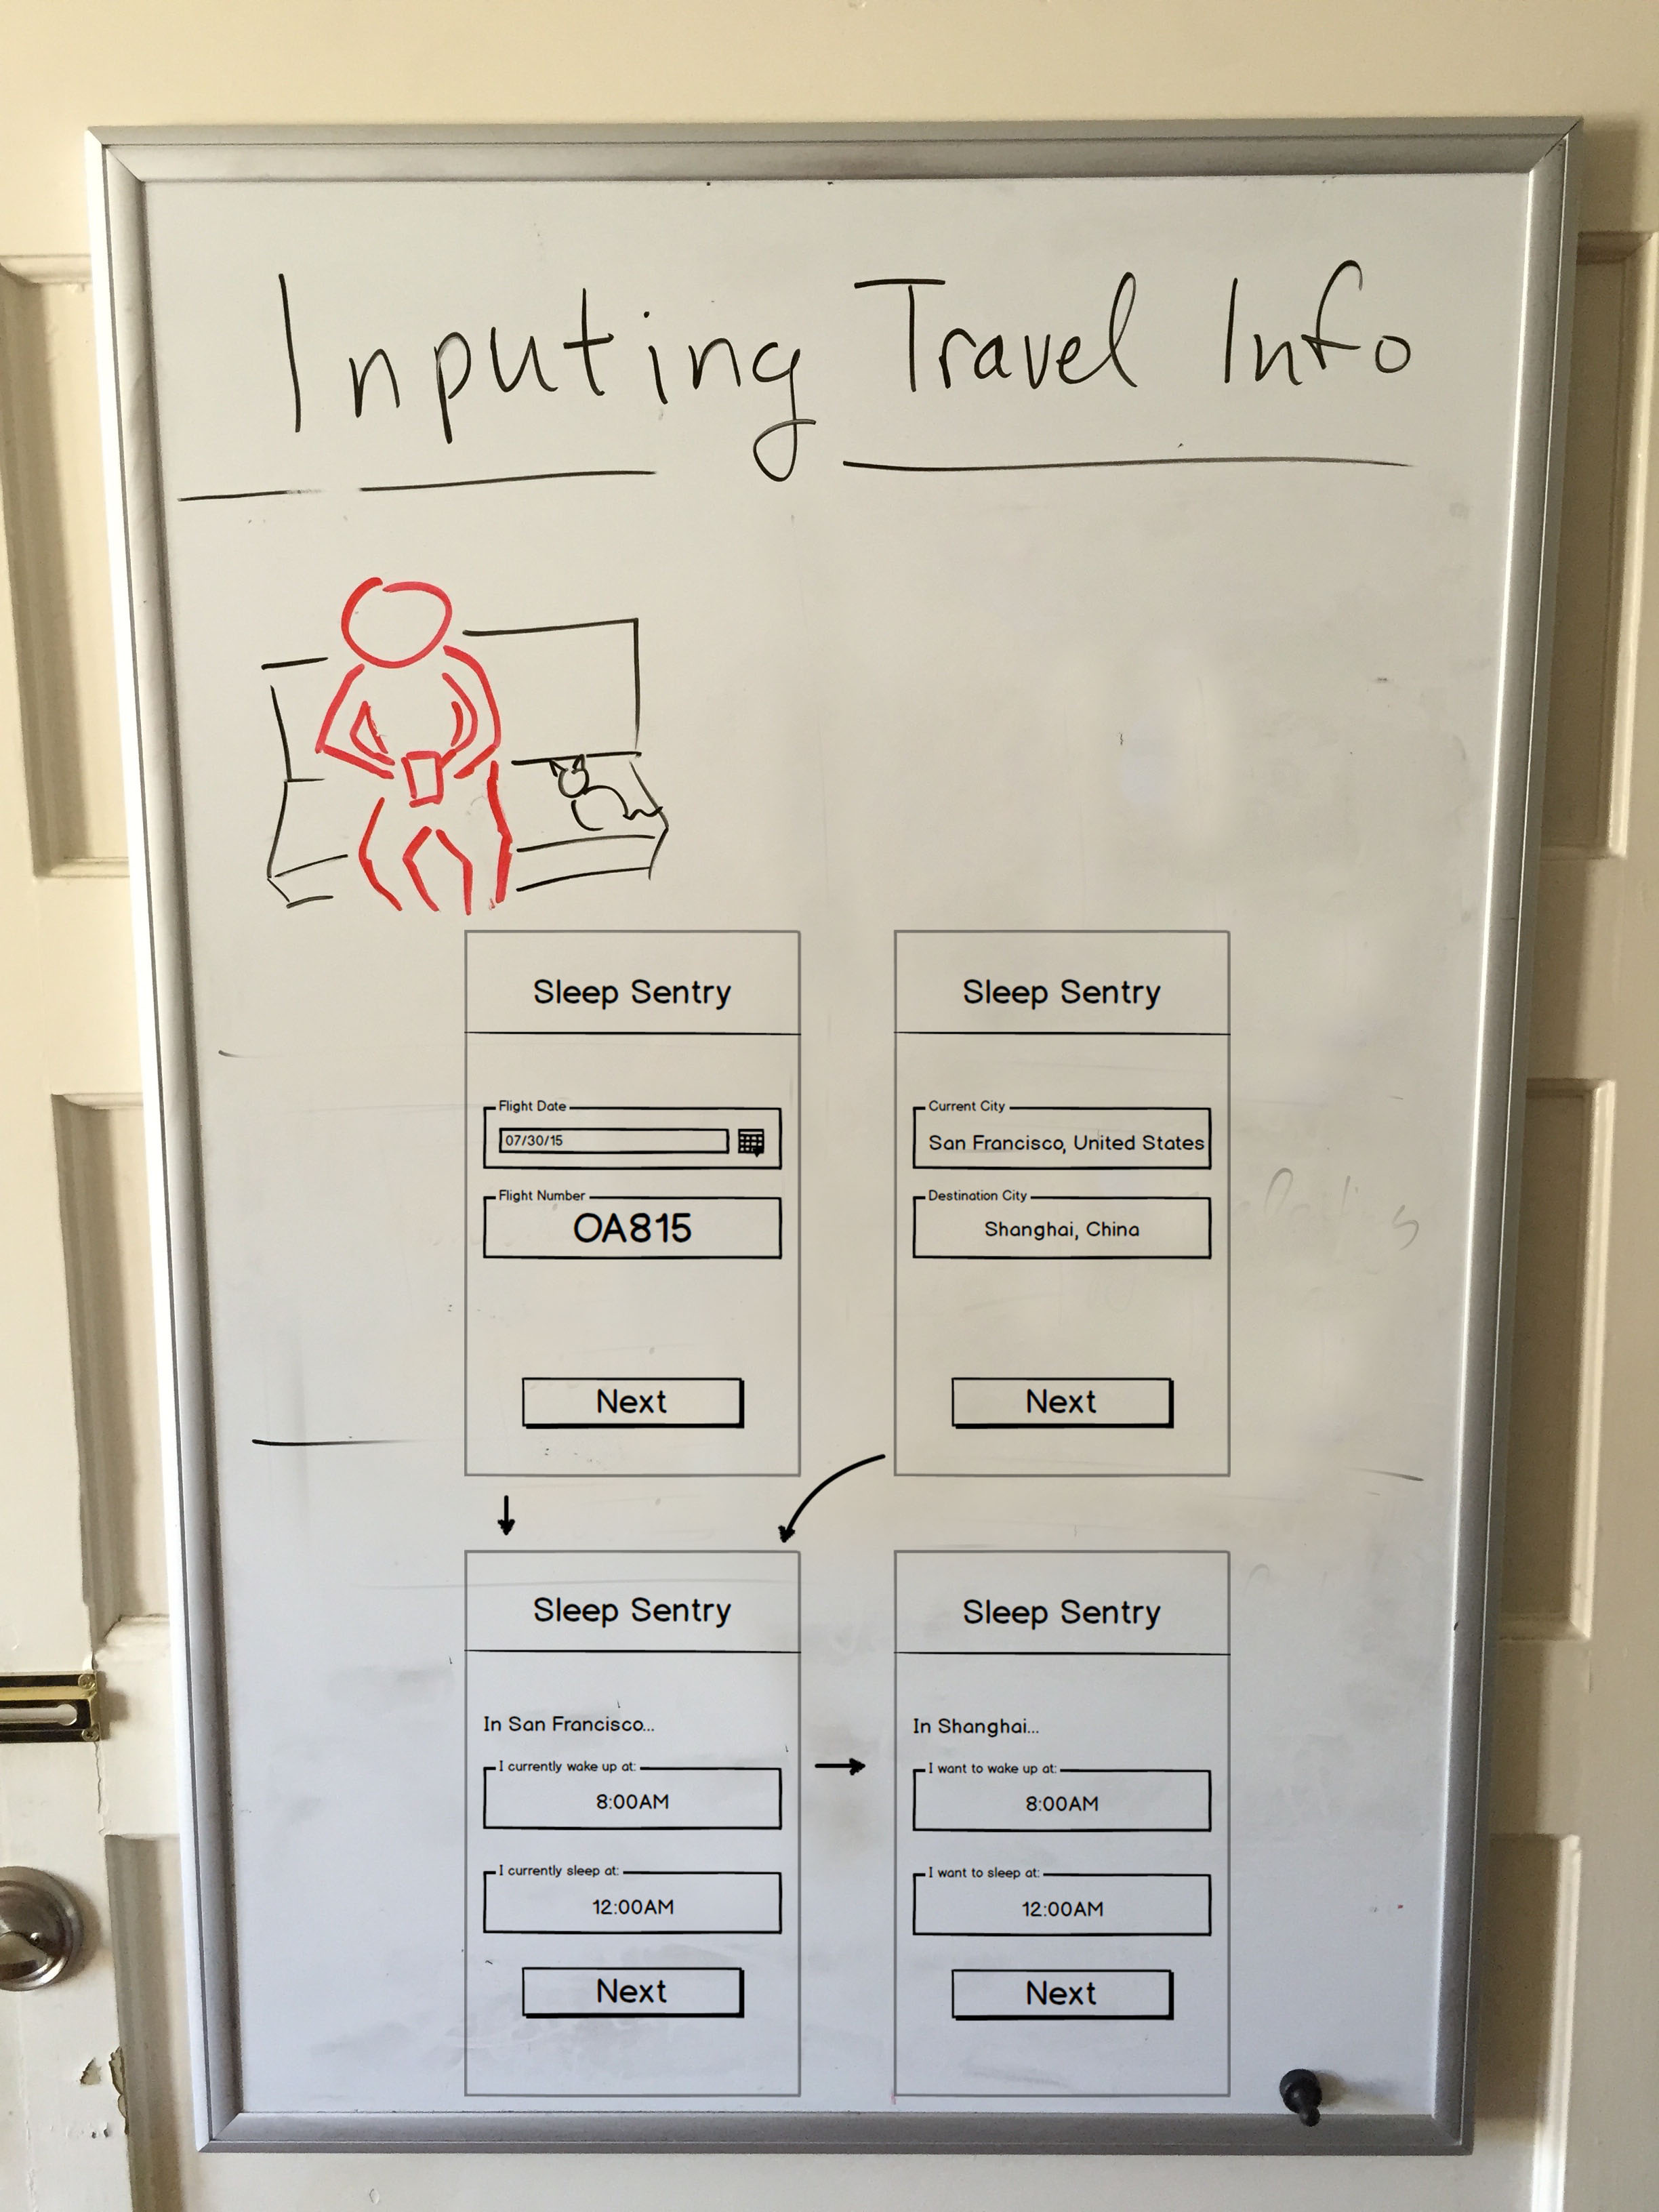 Inputing Travel Info
Sleep Sentry
Flight Date
07/30/15
Flight Number
OA815
Next
Sleep Sentry
Current City
San Francisco, United States
Destination City
Shanghai, China
Next
Sleep Sentry
In San Francisco...
I currently wake up at:
8:00AM
I currently sleep at:
12:00AM
Next
Sleep Sentry
In Shanghai...
I want to wake up at:
8:00AM
I want to sleep at:
12:00AM
Next